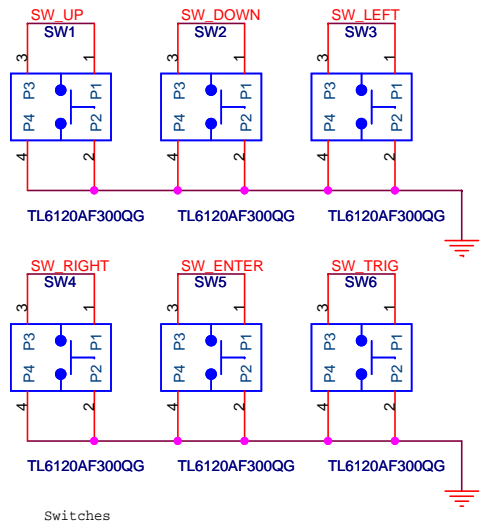 SW_UP SW_DOWN SW_LEFT
SW1 SW2 SW3
3 1 3 1 3 1
P3 P1 P3 P1 P3 P1
P4 P2 P4 P2 P4 P2
4 2 4 2 4 2
TL6120AF300QG TL6120AF300QG TL6120AF300QG
SW_RIGHT SW_ENTER SW_TRIG
SW4 SW5 SW6
3 1 3 1 3 1
P3 P1 P3 P1 P3 P1
P4 P2 P4 P2 P4 P2
4 2 4 2 4 2
TL6120AF300QG TL6120AF300QG TL6120AF300QG
Switches